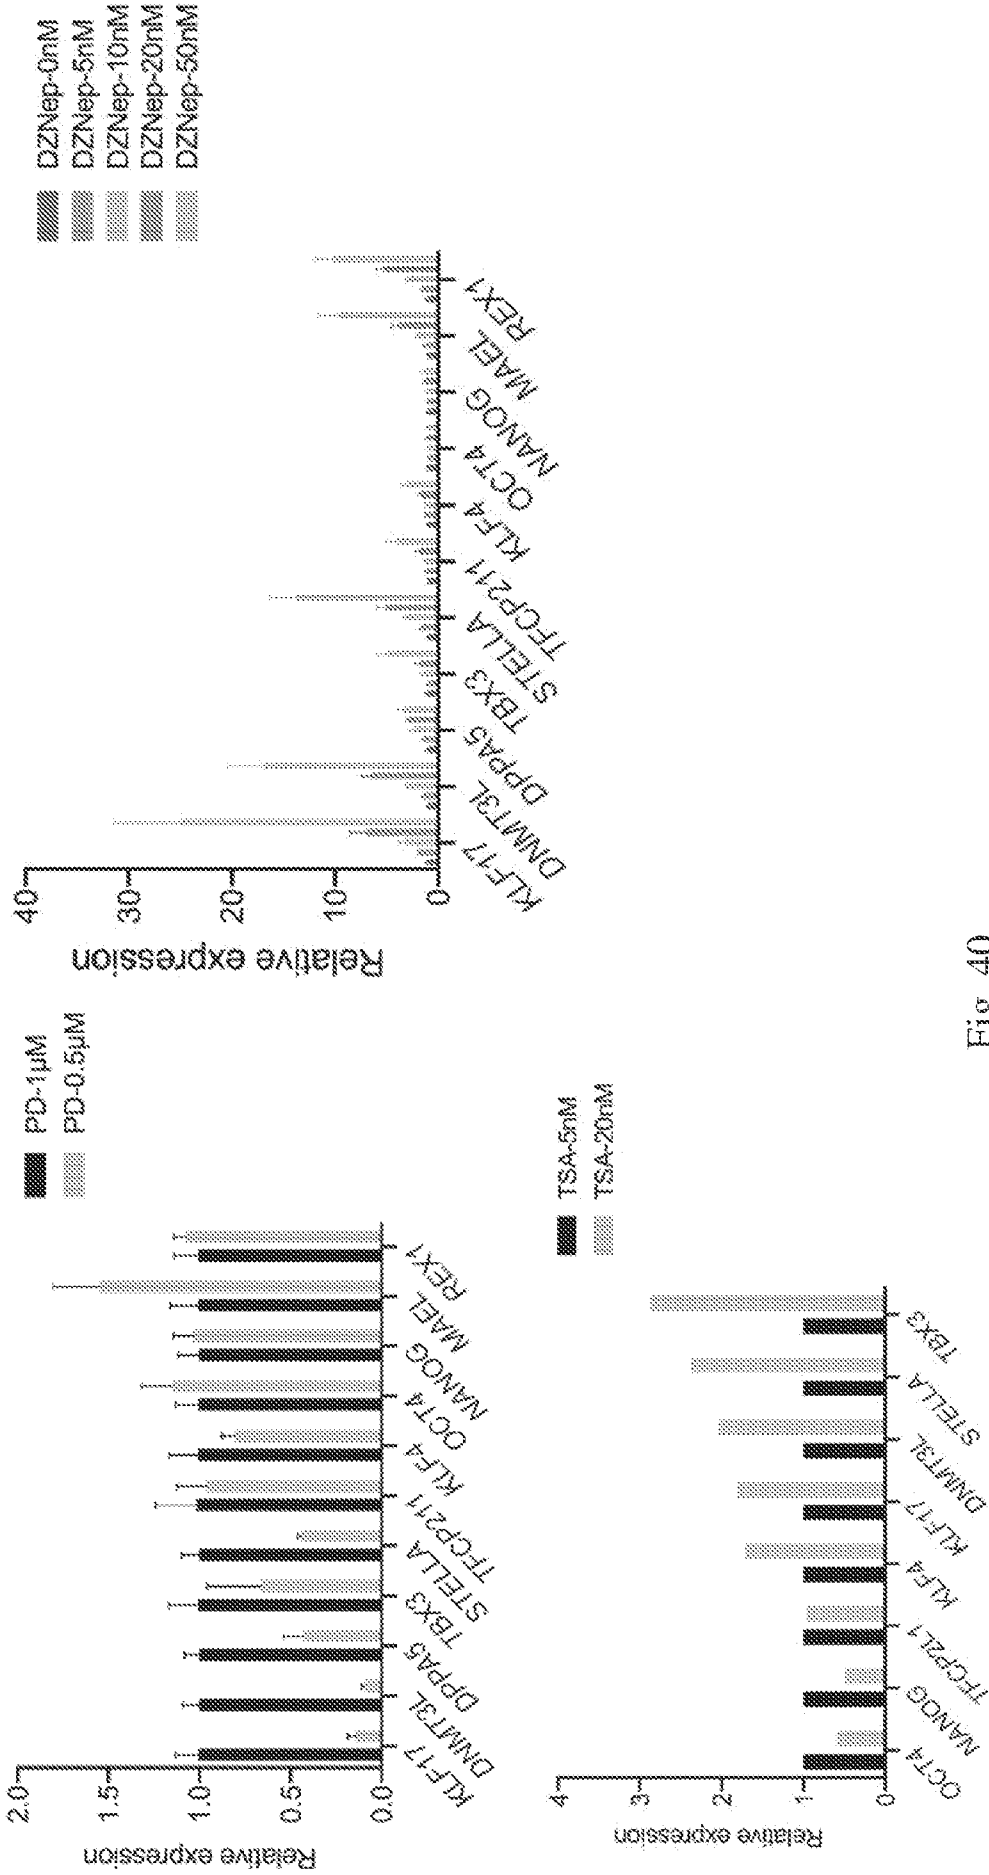 PD-1μM
PD-0.5μM
Relative expression
2.0
1.5
1.0
0.5
0.0
KLF17
DNMT3L
DPPA5
TBX3
STELLA
TFCP211
KLF4
OCT4
NANOG
MAEL
REX1
DZNep-0nM
DZNep-5nM
DZNep-10nM
DZNep-20nM
DZNep-50nM
Relative expression
40
30
20
10
0
KLF17
DNMT3L
DPPA5
TBX3
STELLA
TFCP211
KLF4
OCT4
NANOG
MAEL
REX1
TSA-5nM
TSA-20nM
Relative expression
4
3
2
1
0
OCT4
NANOG
TFCP2L1
KLF4
KLF17
DNMT3L
STELLA
TBX3
Fig 40